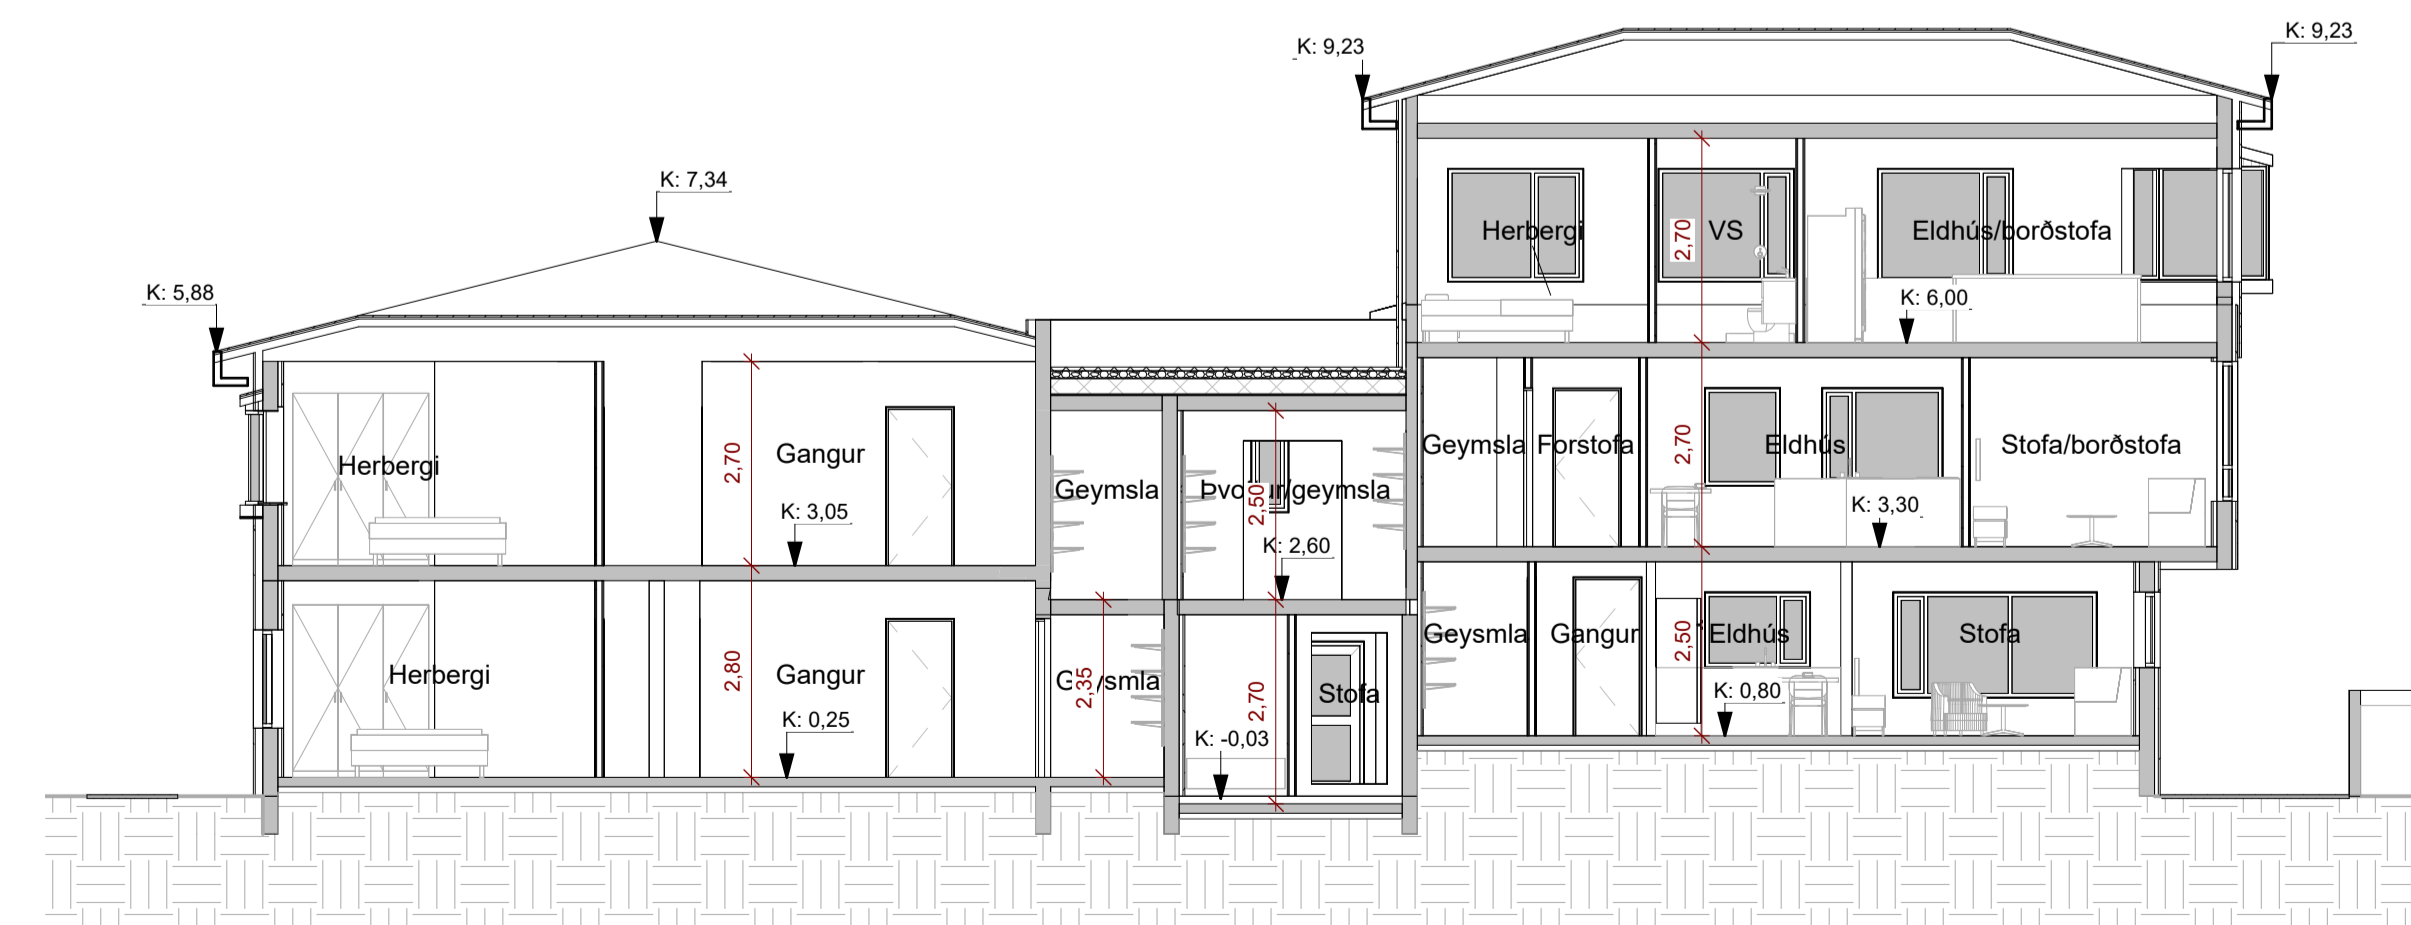 K: 9,23
K: 9,23
K: 7,34
K: 5,88
Herbergi
2,70
VS
Eldhús/borðstofa
K: 6,00
Herbergi
2,70
Gangur
K: 3,05
Geymsla
Þvottur/geymsla
2,50
K: 2,60
Geymsla
Forstofa
2,70
Eldhús
Stofa/borðstofa
K: 3,30
Herbergi
2,80
Gangur
K: 0,25
Geysmla
2,35
2,70
Stofa
K: -0,03
Geysmla
Gangur
2,50
Eldhús
Stofa
K: 0,80